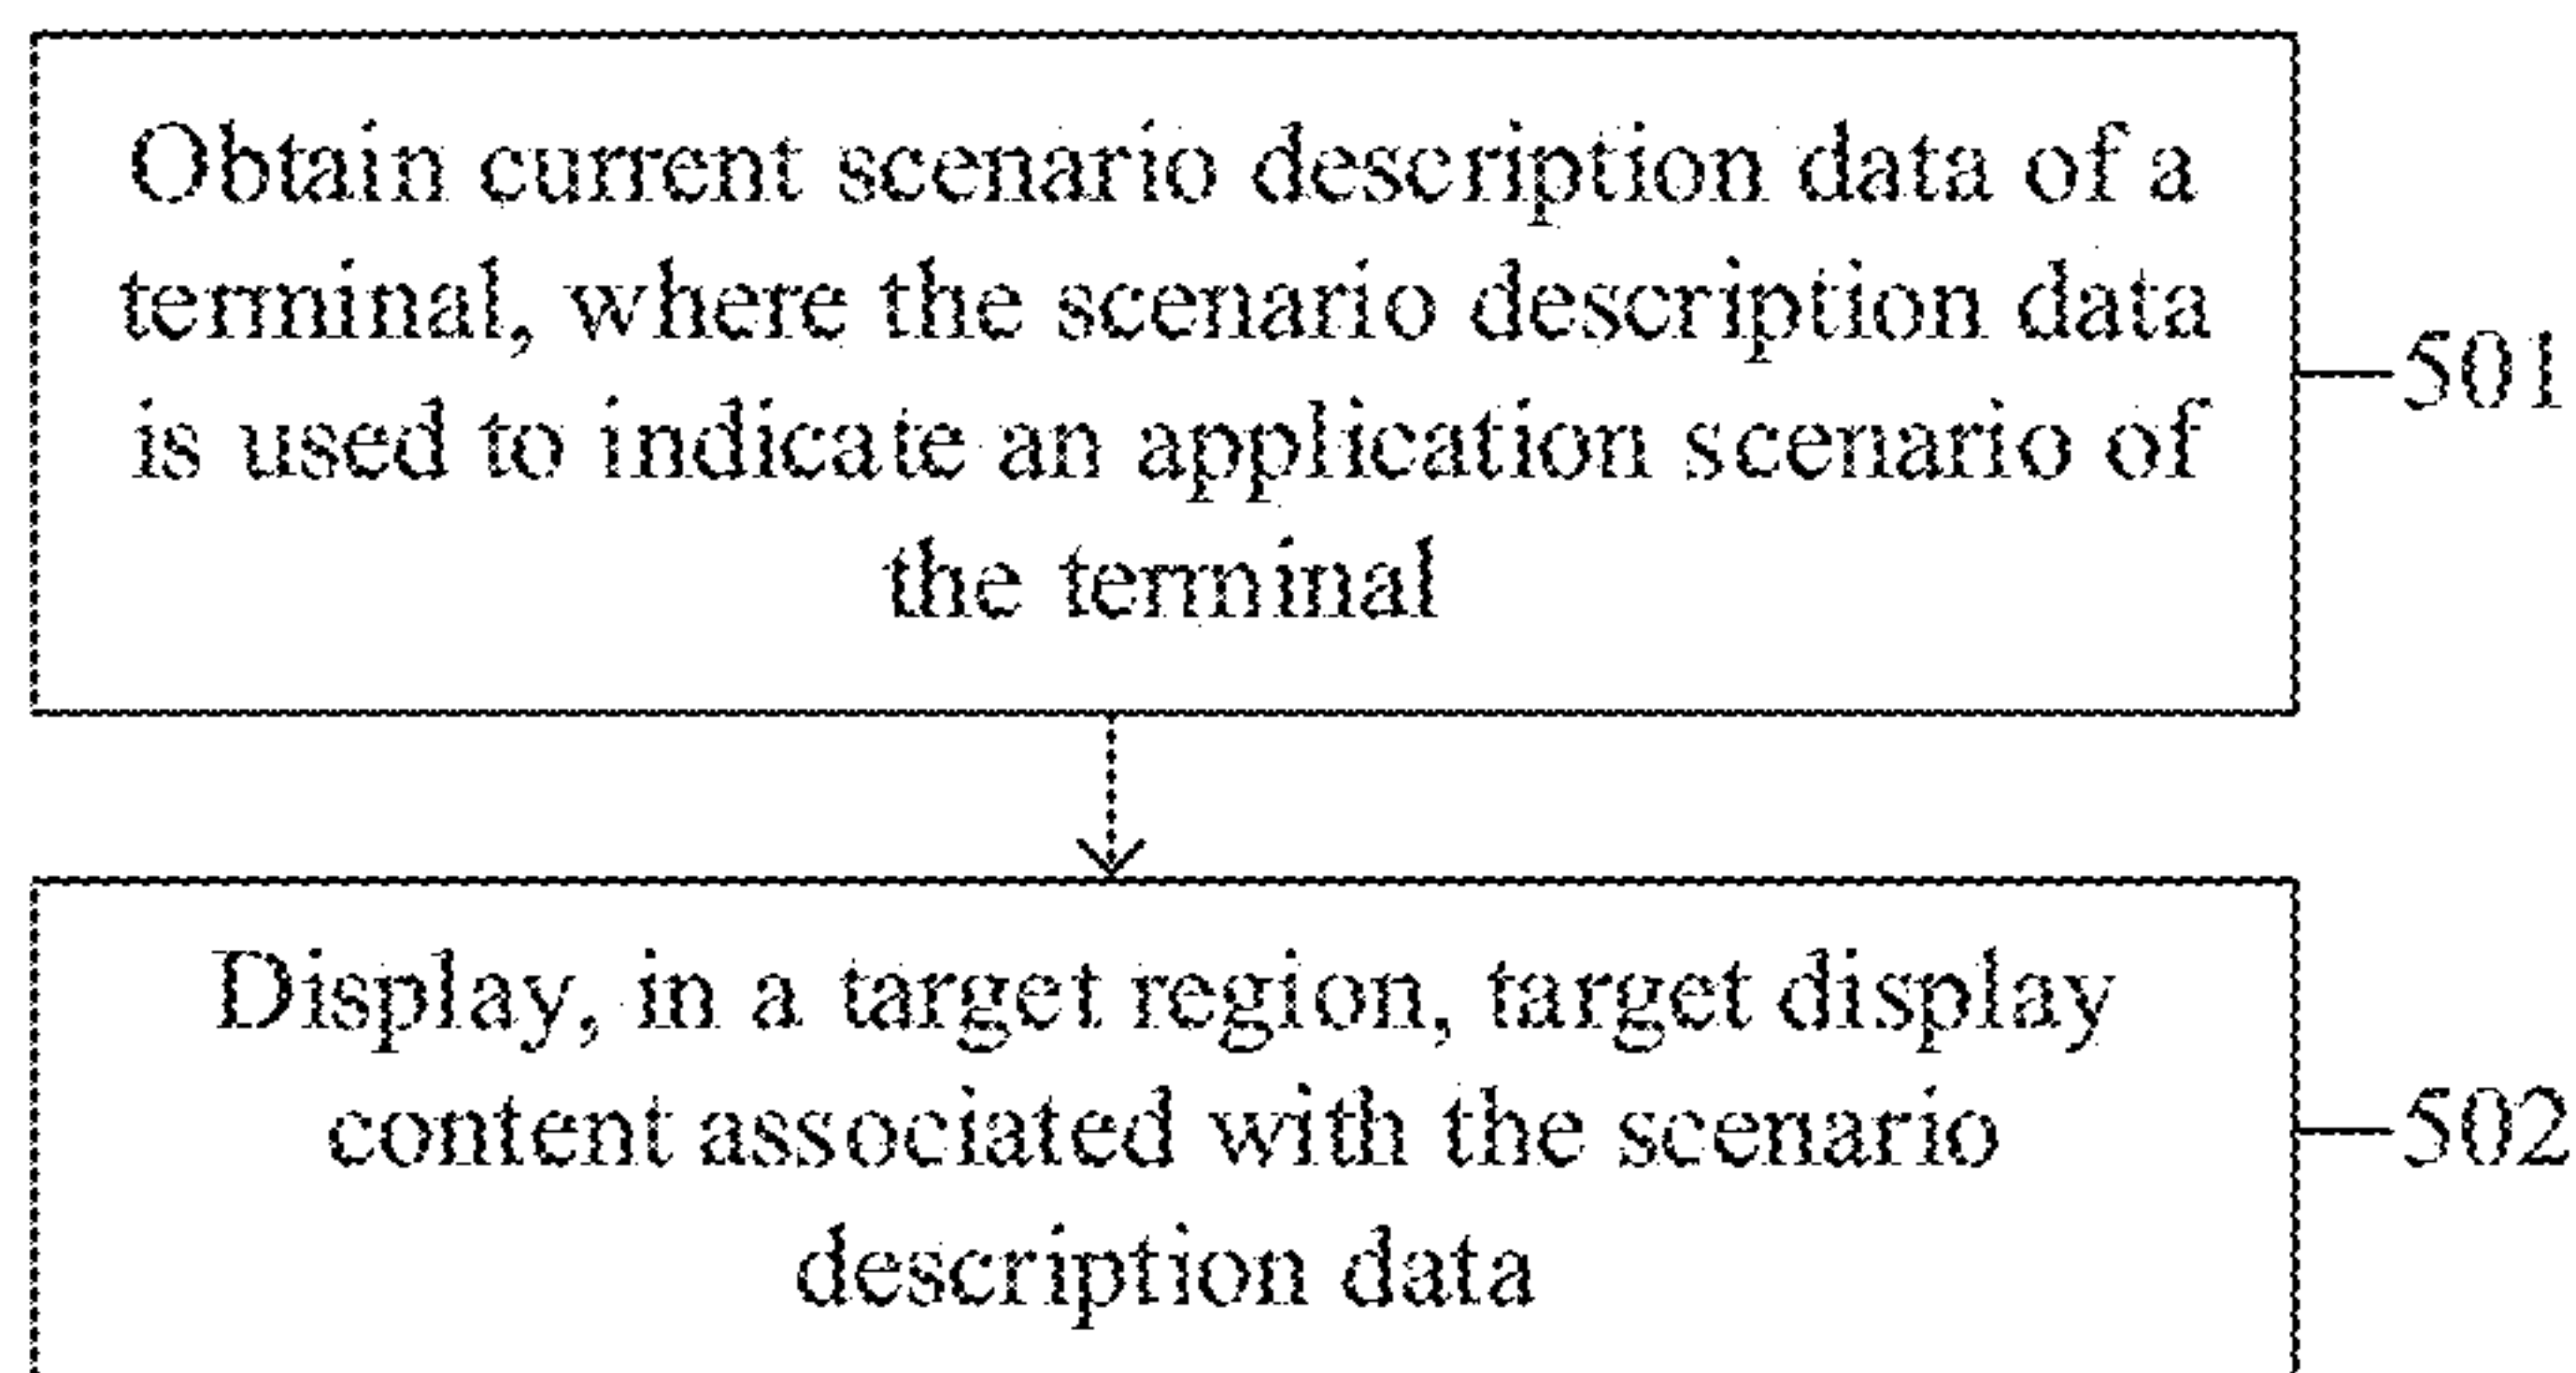 Obtain current scenario description data of a
terminal, where the scenario description data
is used to indicate an application scenario of
the terminal
501
Display, in a target region, target display
content associated with the scenario
description data
502